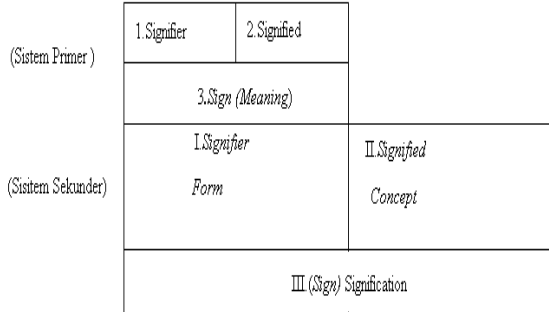 1.Signifier 2.Signified
(Sistem Primer )
3.Sign (Meaning)
I.Signifier II.Signified
(Sisitem Sekunder) Form Concept
III.(Sign) Signification